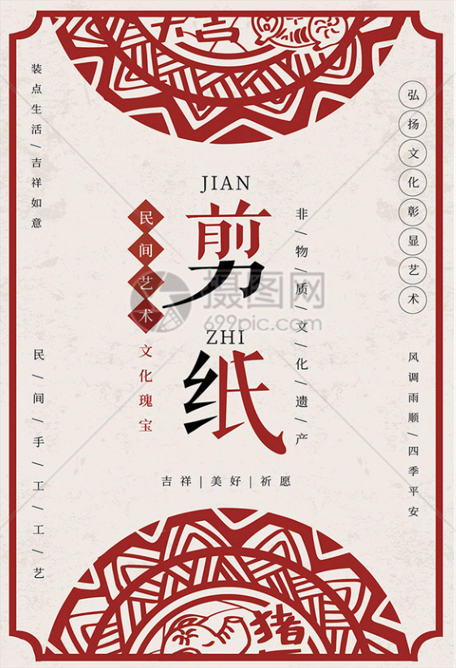 装点生活/吉祥如意
弘扬文化彰显艺术
JIAN
剪
ZHI
纸
民间艺术
文化瑰宝
非/物/质/文/化/遗/产
摄图网
699pic.com
民/间/手/工/工/艺
风调雨顺/四季平安
吉祥|美好|祈愿
猪